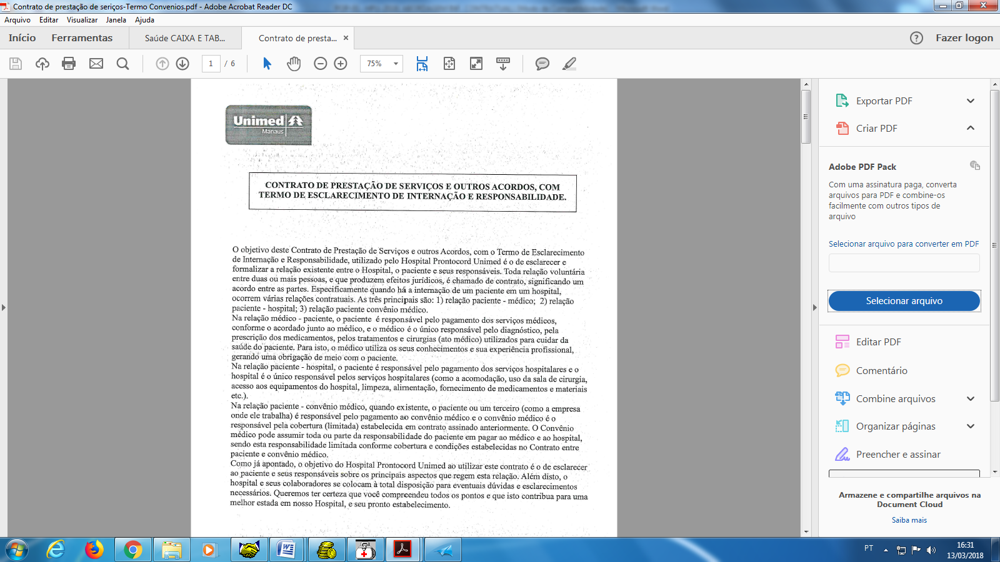 Contrato de prestação de seriços-Termo Convenios.pdf - Adobe Acrobat Reader DC
Arquivo Editar Visualizar Janela Ajuda
Início Ferramentas Saúde CAIXA E TAB... Contrato de presta... × ? Fazer logon
1 / 6 75%
Unimed
Manaus
CONTRATO DE PRESTAÇÃO DE SERVIÇOS E OUTROS ACORDOS, COM
TERMO DE ESCLARECIMENTO DE INTERNAÇÃO E RESPONSABILIDADE.
O objetivo deste Contrato de Prestação de Serviços e outros Acordos, com o Termo de Esclarecimento
de Internação e Responsabilidade, utilizado pelo Hospital Prontocord Unimed é o de esclarecer e
formalizar a relação existente entre o Hospital, o paciente e seus responsáveis. Toda relação voluntária
entre duas ou mais pessoas, e que produzem efeitos jurídicos, é chamado de contrato, significando um
acordo entre as partes. Especificamente quando há a internação de um paciente em um hospital,
ocorrem várias relações contratuais. As três principais são: 1) relação paciente - médico; 2) relação
paciente - hospital; 3) relação paciente convênio médico.
Na relação médico - paciente, o paciente é responsável pelo pagamento dos serviços médicos,
conforme o acordado junto ao médico, e o médico é o único responsável pelo diagnóstico, pela
prescrição dos medicamentos, pelos tratamentos e cirurgias (ato médico) utilizados para cuidar da
saúde do paciente. Para isto, o médico utiliza os seus conhecimentos e sua experiência profissional,
gerando uma obrigação de meio com o paciente.
Na relação paciente - hospital, o paciente é responsável pelo pagamento dos serviços hospitalares e o
hospital é o único responsável pelos serviços hospitalares (como a acomodação, uso da sala de cirurgia,
acesso aos equipamentos do hospital, limpeza, alimentação, fornecimento de medicamentos e materiais
etc.).
Na relação paciente - convênio médico, quando existente, o paciente ou um terceiro (como a empresa
onde ele trabalha) é responsável pelo pagamento ao convênio médico e o convênio médico é o
responsável pela cobertura (limitada) estabelecida em contrato assinado anteriormente. O Convênio
médico pode assumir toda ou parte da responsabilidade do paciente em pagar ao médico e ao hospital,
sendo esta responsabilidade limitada conforme cobertura e condições estabelecidas no Contrato entre
paciente e convênio médico.
Como já apontado, o objetivo do Hospital Prontocord Unimed ao utilizar este contrato é o de esclarecer
ao paciente e seus responsáveis sobre os principais aspectos que regem esta relação. Além disto, o
hospital e seus colaboradores se colocam à total disposição para eventuais dúvidas e esclarecimentos
necessários. Queremos ter certeza que você compreendeu todos os pontos e que isto contribua para uma
melhor estada em nosso Hospital, e seu pronto estabelecimento.
Exportar PDF
Criar PDF
Adobe PDF Pack
Com uma assinatura paga, converta
arquivos para PDF e combine-os
facilmente com outros tipos de
arquivo
Selecionar arquivo para converter em PDF
Selecionar arquivo
Editar PDF
Comentário
Combine arquivos
Organizar páginas
Preencher e assinar
Armazene e compartilhe arquivos na
Document Cloud
Saiba mais
PT 16:31
13/03/2018